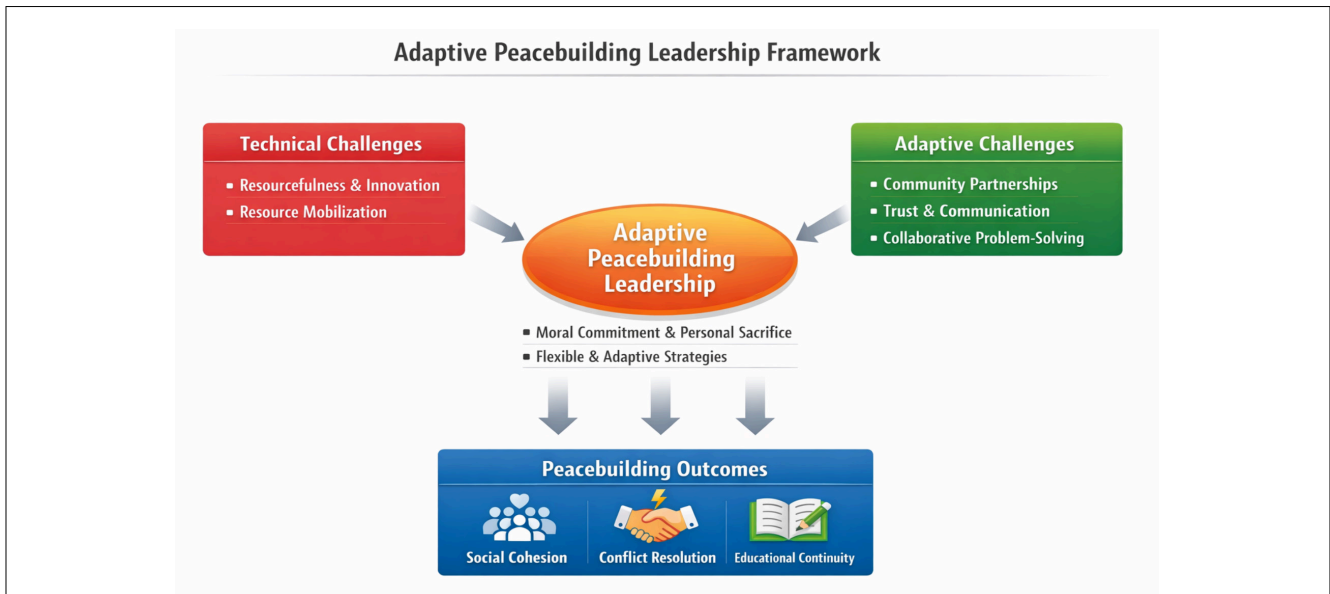 Adaptive Peacebuilding Leadership Framework
Technical Challenges
▪ Resourcefulness & Innovation
▪ Resource Mobilization
Adaptive Challenges
▪ Community Partnerships
▪ Trust & Communication
▪ Collaborative Problem-Solving
Adaptive
Peacebuilding
Leadership
▪ Moral Commitment & Personal Sacrifice
▪ Flexible & Adaptive Strategies
Peacebuilding Outcomes
Social Cohesion
Conflict Resolution
Educational Continuity